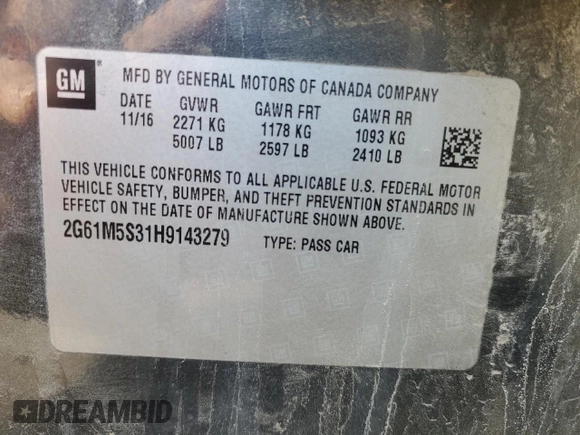 GM ®
MFD BY GENERAL MOTORS OF CANADA COMPANY
DATE GVWR GAWR FRT GAWR RR
11/16 2271 KG 1178 KG 1093 KG
5007 LB 2597 LB 2410 LB
THIS VEHICLE CONFORMS TO ALL APPLICABLE U.S. FEDERAL MOTOR
VEHICLE SAFETY, BUMPER, AND THEFT PREVENTION STANDARDS IN
EFFECT ON THE DATE OF MANUFACTURE SHOWN ABOVE.
2G61M5S31H9143279 TYPE: PASS CAR
DREAMBID